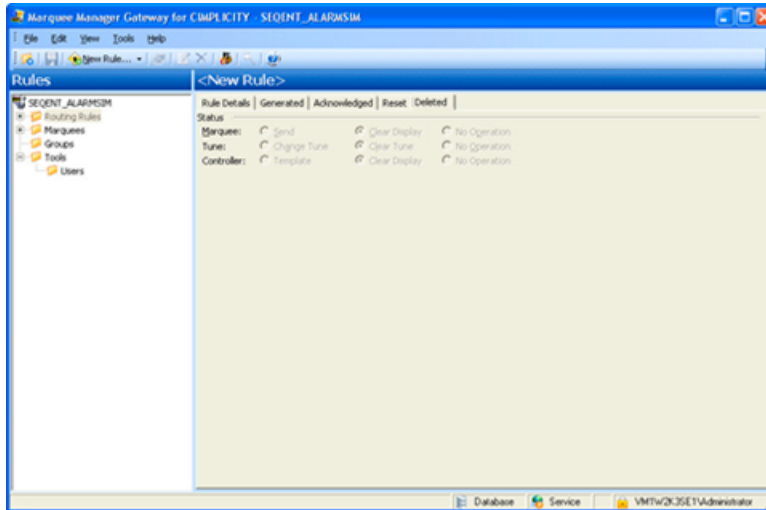 Marquee Manager Gateway for CIMPLICITY - SEQENT_ALARMSIM
File Edit View Tools Help
New Rule...
Rules
<New Rule>
SEQENT_ALARMSIM
Routing Rules
Marquees
Groups
Tools
Users
Rule Details Generated Acknowledged Reset Deleted
Status
Marquee: Send Clear Display No Operation
Tune: Change Tune Clear Tune No Operation
Controller: Template Clear Display No Operation
Database Service VMTW2K3SE1\Administrator